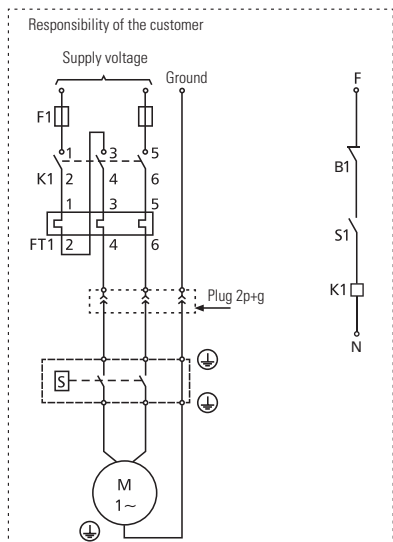 Responsibility of the customer
Supply voltage
Ground
F1
1 3 5
K1 2 4 6
1 3 5
FT1 2 4 6
Plug 2p+g
S
M
1~
F
B1
S1
K1
N